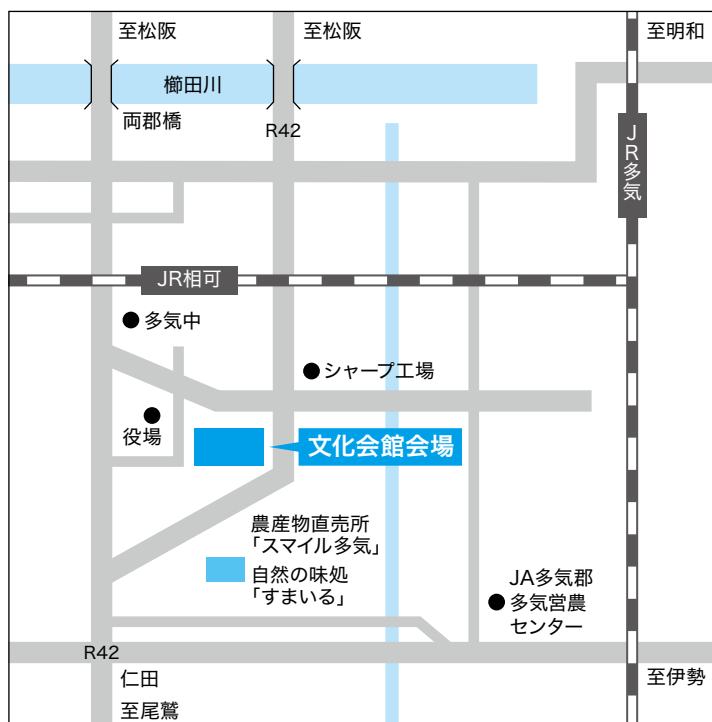 至松阪
至松阪
至明和
櫛田川
両郡橋
R42
JR多気
JR相可
多気中
シャープ工場
役場
文化会館会場
農産物直売所
「スマイル多気」
自然の味処
「すまいる」
JA多気郡
多気営農
センター
R42
仁田
至伊勢
至尾鷲